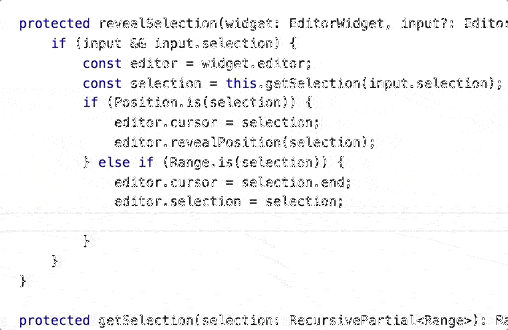 protected revealSelection(widget: EditorWidget, input?: Edito
    if (input && input.selection) {
        const editor = widget.editor;
        const selection = this.getSelection(input.selection);
        if (Position.is(selection)) {
            editor.cursor = selection;
            editor.revealPosition(selection);
        } else if (Range.is(selection)) {
            editor.cursor = selection.end;
            editor.selection = selection;
        }
    }
}
protected getSelection(selection: RecursivePartial<Range>): Ra